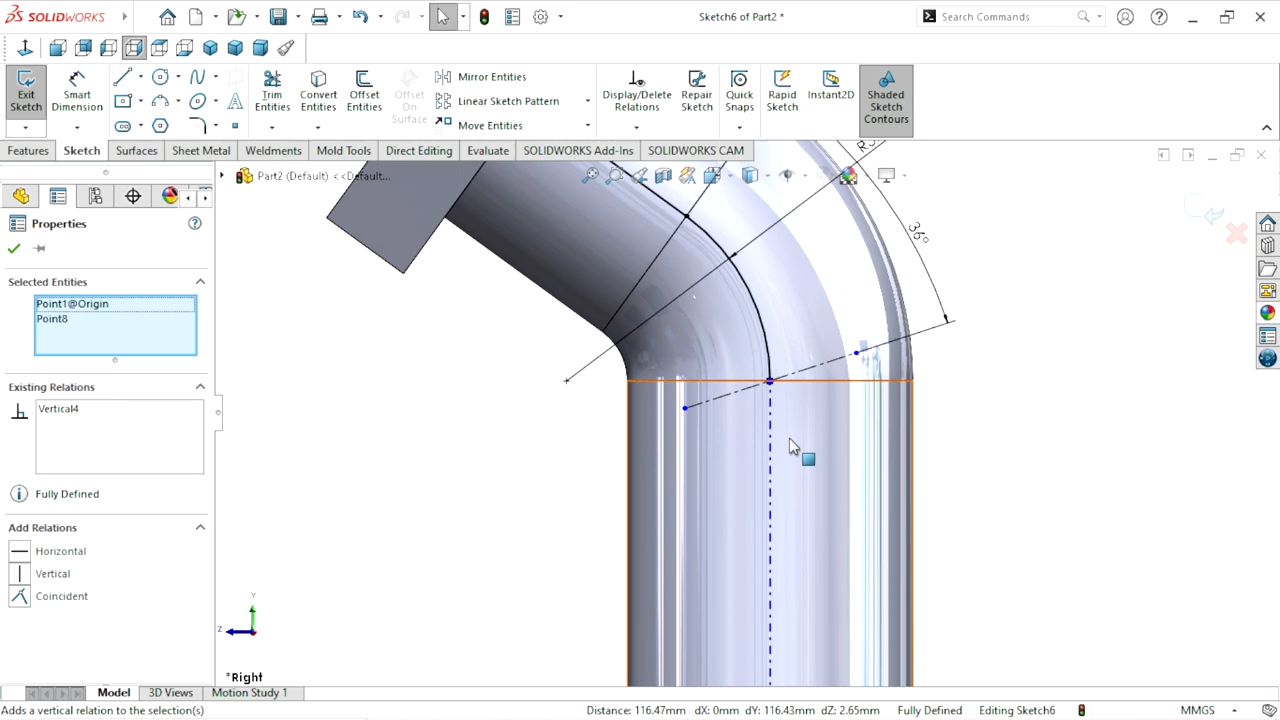 SOLIDWORKS
Sketch6 of Part2 *
Search Commands
Exit Sketch
Smart Dimension
Trim Entities
Convert Entities
Offset Entities
Offset On Surface
Mirror Entities
Linear Sketch Pattern
Move Entities
Display/Delete Relations
Repair Sketch
Quick Snaps
Rapid Sketch
Instant2D
Shaded Sketch Contours
Features
Sketch
Surfaces
Sheet Metal
Weldments
Mold Tools
Direct Editing
Evaluate
SOLIDWORKS Add-Ins
SOLIDWORKS CAM
Part2 (Default) <<Default...
Properties
Selected Entities
Point1@Origin
Point8
Existing Relations
Vertical4
Fully Defined
Add Relations
Horizontal
Vertical
Coincident
36°
Y
Z
*Right
Model
3D Views
Motion Study 1
Adds a vertical relation to the selection(s)
Distance: 116.47mm dX: 0mm dY: 116.43mm dZ: 2.65mm
Fully Defined
Editing Sketch6
MMGS